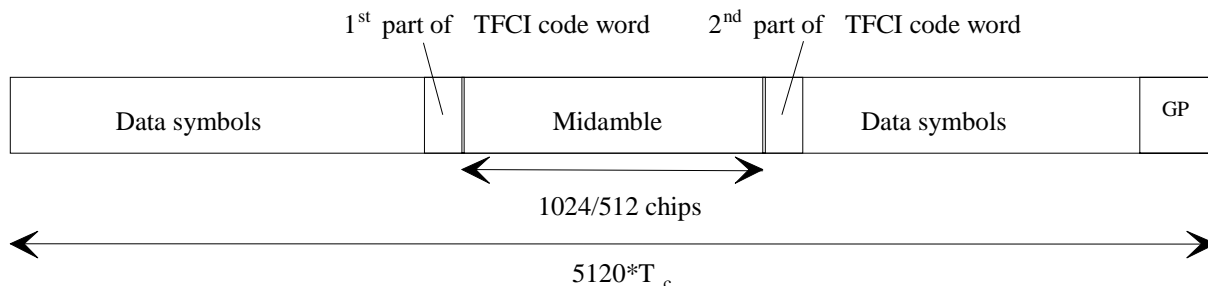 1st part of TFCI code word 2nd part of TFCI code word
Data symbols Midamble Data symbols GP
1024/512 chips
5120*Tc